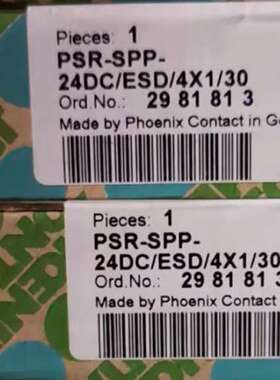 Pieces: 1
PSR-SPP-
24DC/ESD/4X1/30
Ord.No.: 29 81 81 3
Made by Phoenix Contact in
Pieces: 1
PSR-SPP-
24DC/ESD/4X1/30
Ord.No.: 29 81 81 3
Made by Phoenix Contact